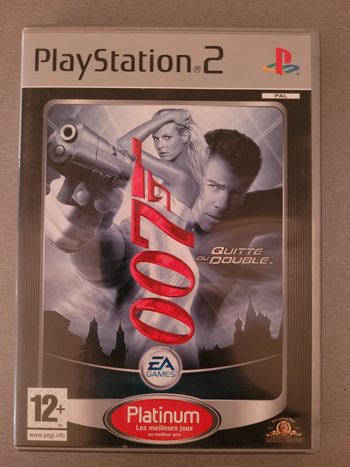 PlayStation®2
PAL
007
QUITTE
OU DOUBLE™
EA
GAMES
12+
www.pegi.info
Platinum
Les meilleurs jeux
au meilleur prix